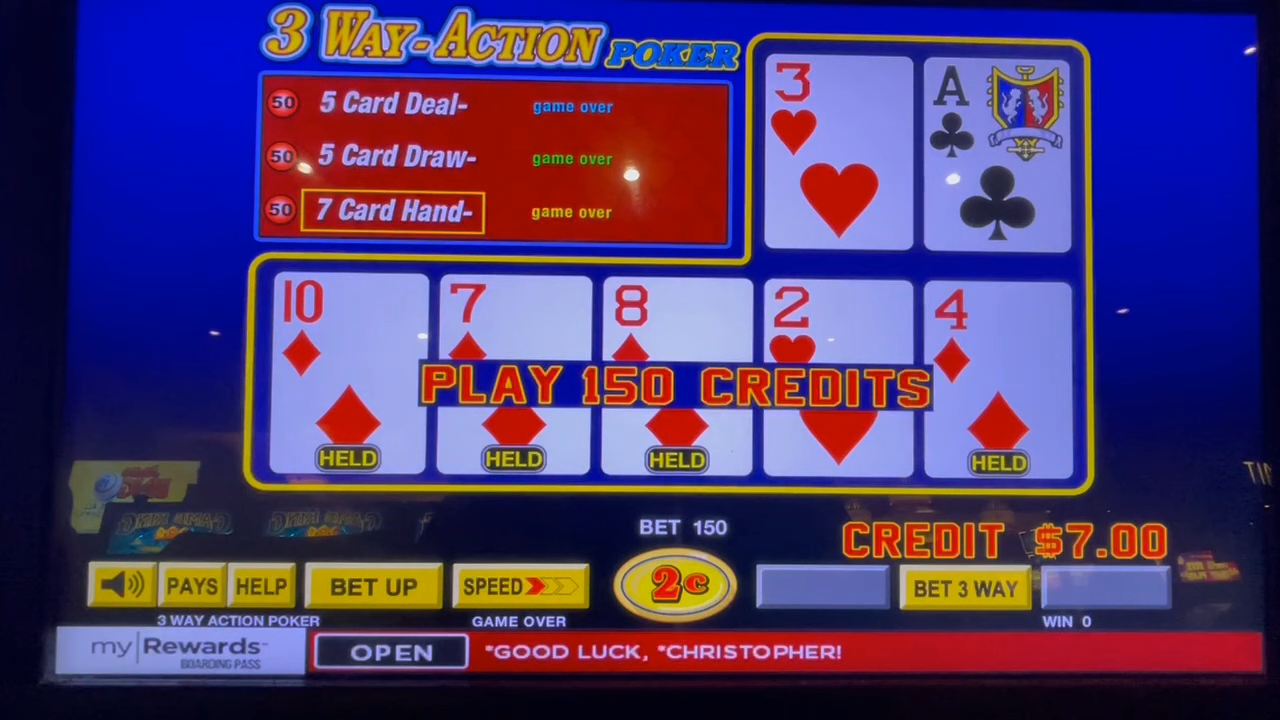 3 WAY-ACTION POKER
50 5 Card Deal- game over
50 5 Card Draw- game over
50 7 Card Hand- game over
3 A
10 7 8 2 4
PLAY 150 CREDITS
HELD HELD HELD HELD
BET 150
CREDIT $7.00
PAYS HELP BET UP SPEED 2¢ BET 3 WAY
3 WAY ACTION POKER GAME OVER WIN 0
my|Rewards
BOARDING PASS
OPEN *GOOD LUCK, *CHRISTOPHER!